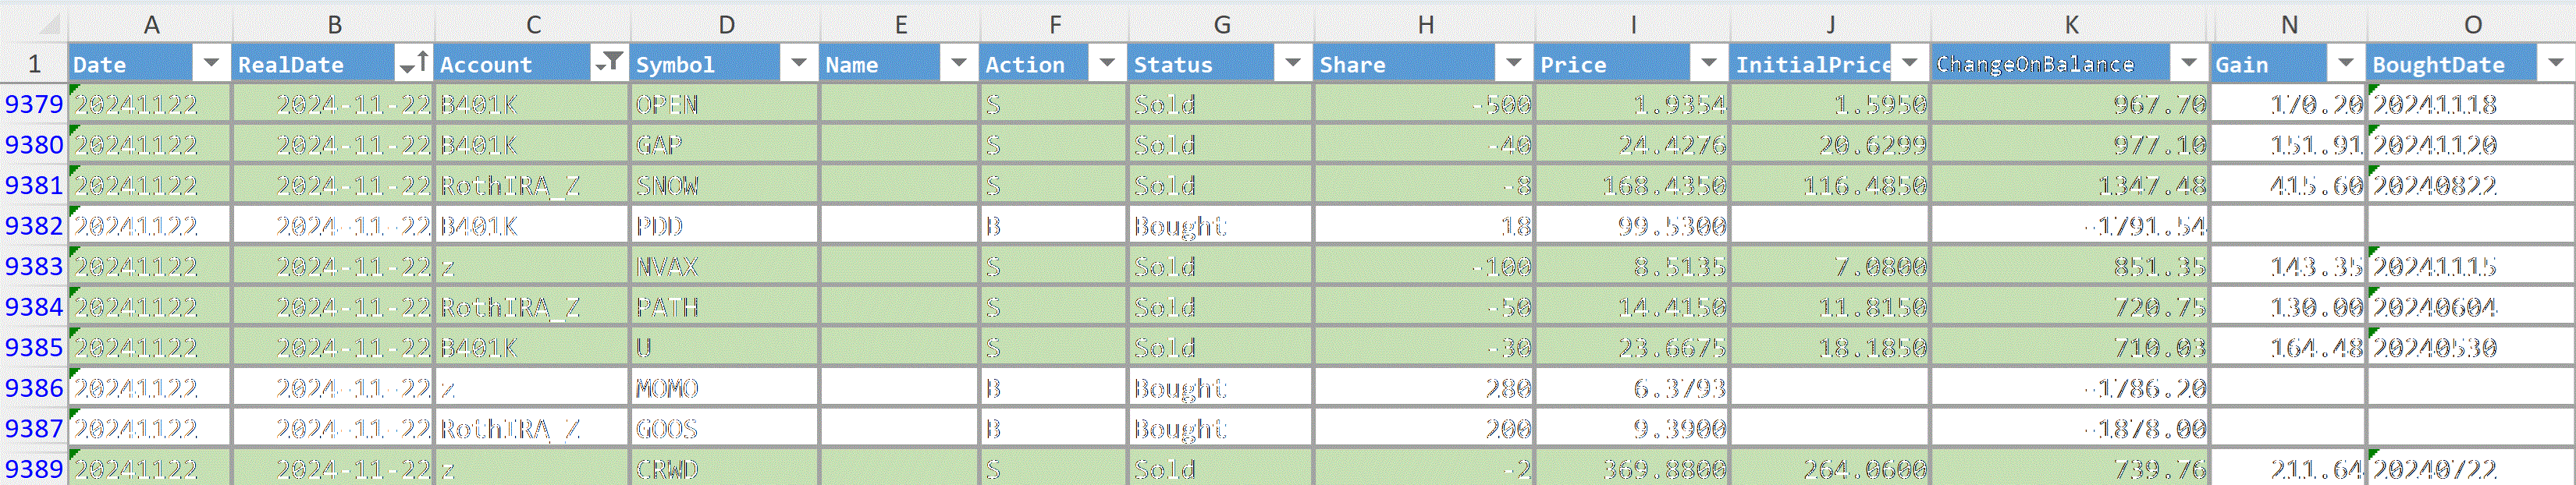 A B C D E F G H I J K N O
1 Date RealDate Account Symbol Name Action Status Share Price InitialPrice ChangeOnBalance Gain BoughtDate
9379 20241122 2024-11-22 B401K OPEN S Sold -500 1.9354 1.5950 967.70 170.20 20241118
9380 20241122 2024-11-22 B401K GAP S Sold -40 24.4276 20.6299 977.10 151.91 20241120
9381 20241122 2024-11-22 RothIRA_Z SNOW S Sold -8 168.4350 116.4850 1347.48 415.60 20240822
9382 20241122 2024-11-22 B401K PDD B Bought 18 99.5300 -1791.54
9383 20241122 2024-11-22 z NVAX S Sold -100 8.5135 7.0800 851.35 143.35 20241115
9384 20241122 2024-11-22 RothIRA_Z PATH S Sold -50 14.4150 11.8150 720.75 130.00 20240604
9385 20241122 2024-11-22 B401K U S Sold -30 23.6675 18.1850 710.03 164.48 20240530
9386 20241122 2024-11-22 z MOMO B Bought 280 6.3793 -1786.20
9387 20241122 2024-11-22 RothIRA_Z GOOS B Bought 200 9.3900 -1878.00
9389 20241122 2024-11-22 z CRWD S Sold -2 369.8800 264.0600 739.76 211.64 20240722